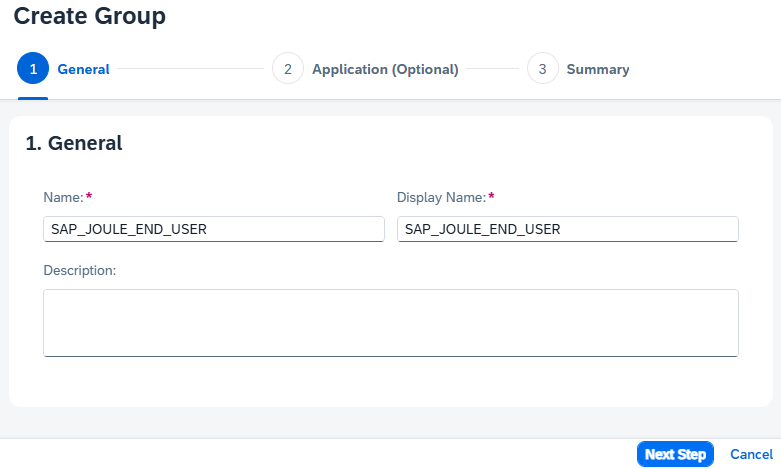 Create Group
1 General 2 Application (Optional) 3 Summary
1. General
Name:* Display Name:*
SAP_JOULE_END_USER SAP_JOULE_END_USER
Description:
Next Step Cancel